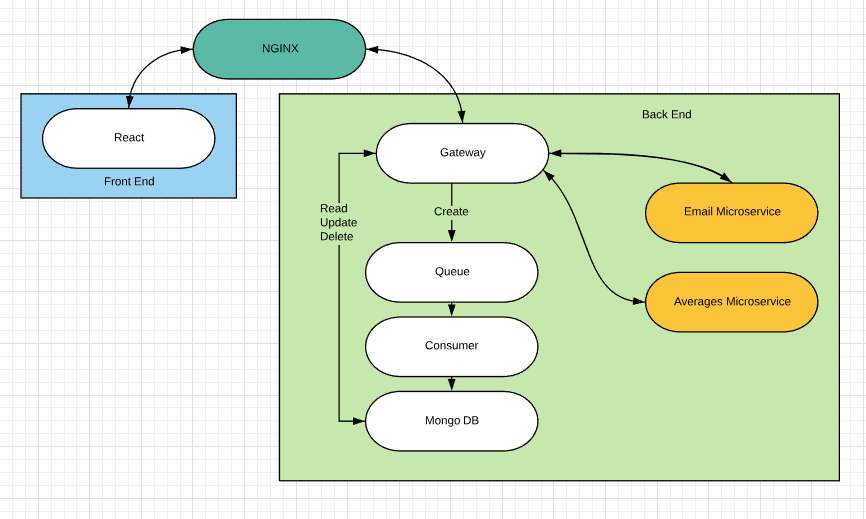 NGINX
React
Front End
Back End
Gateway
Read
Update
Delete
Create
Email Microservice
Queue
Averages Microservice
Consumer
Mongo DB